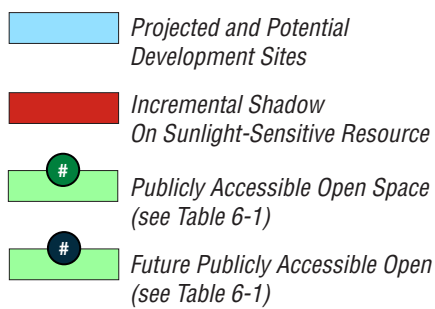 Projected and Potential
Development Sites
Incremental Shadow
On Sunlight-Sensitive Resource
#
Publicly Accessible Open Space
(see Table 6-1)
#
Future Publicly Accessible Open
(see Table 6-1)